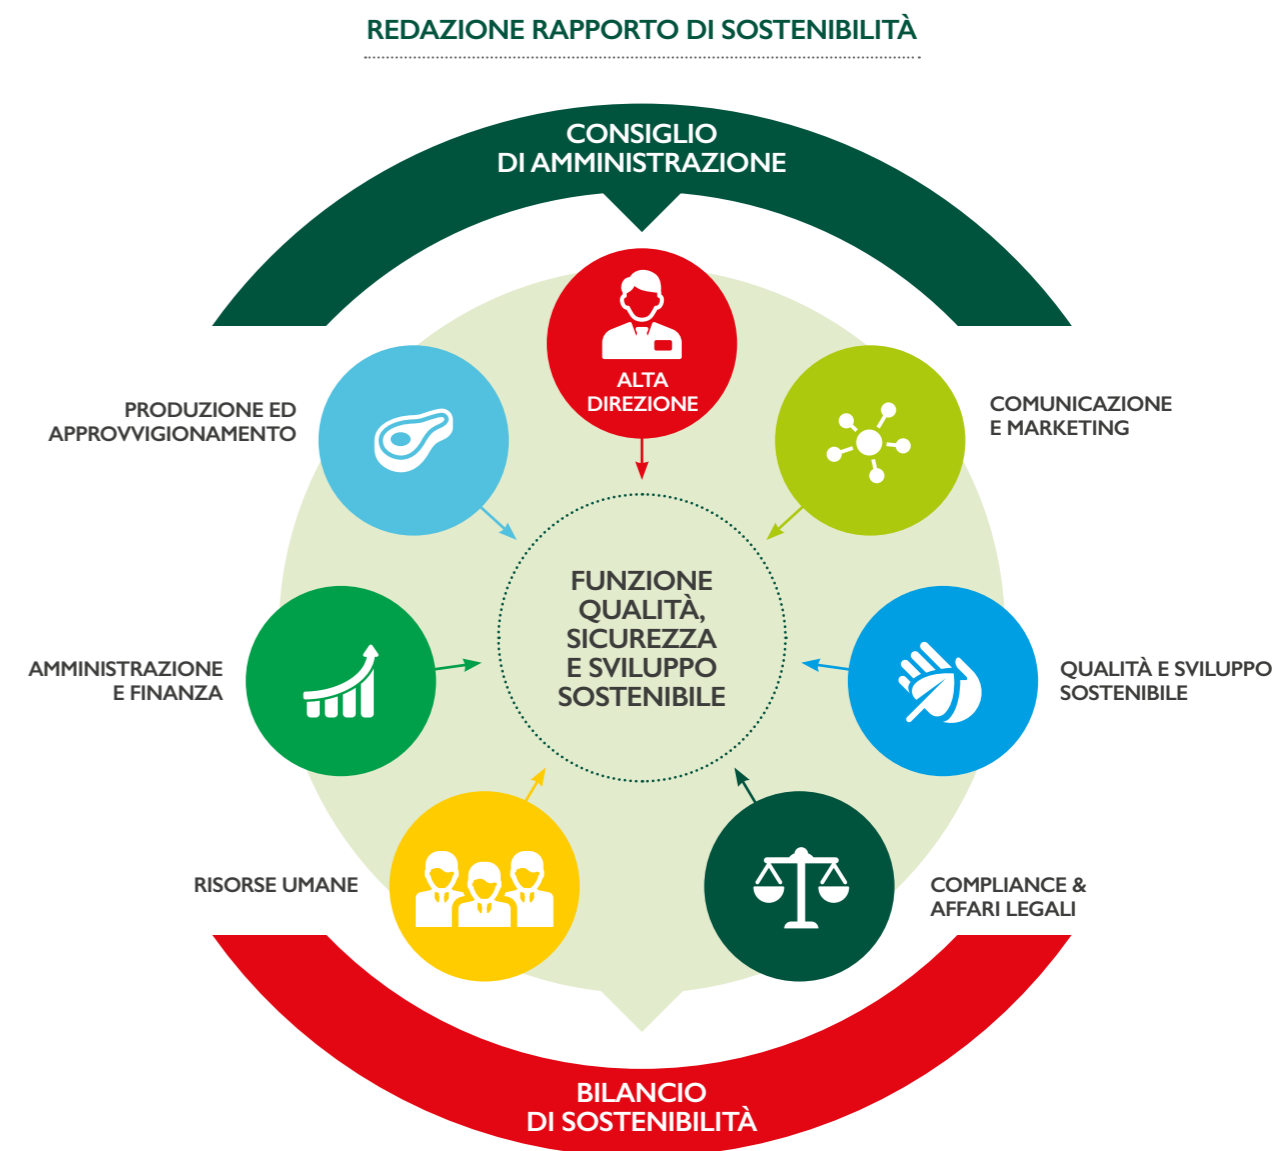 REDAZIONE RAPPORTO DI SOSTENIBILITÀ
CONSIGLIO
DI AMMINISTRAZIONE
ALTA
DIREZIONE
PRODUZIONE ED
APPROVVIGIONAMENTO
COMUNICAZIONE
E MARKETING
FUNZIONE
QUALITÀ,
SICUREZZA
E SVILUPPO
SOSTENIBILE
AMMINISTRAZIONE
E FINANZA
QUALITÀ E SVILUPPO
SOSTENIBILE
RISORSE UMANE
COMPLIANCE &
AFFARI LEGALI
BILANCIO
DI SOSTENIBILITÀ